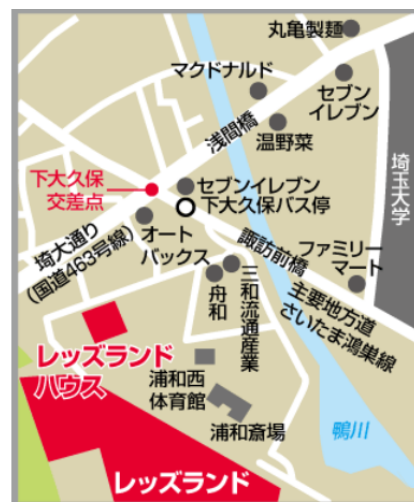 丸亀製麺
マクドナルド
セブン
イレブン
浅間橋
温野菜
埼玉大学
下大久保
交差点
セブンイレブン
下大久保バス停
埼大通り
(国道463号線)
オート
バックス
諏訪前橋
ファミリー
マート
舟和
三和流通産業
主要地方道
さいたま鴻巣線
レッズランド
ハウス
浦和西
体育館
浦和斎場
鴨川
レッズランド